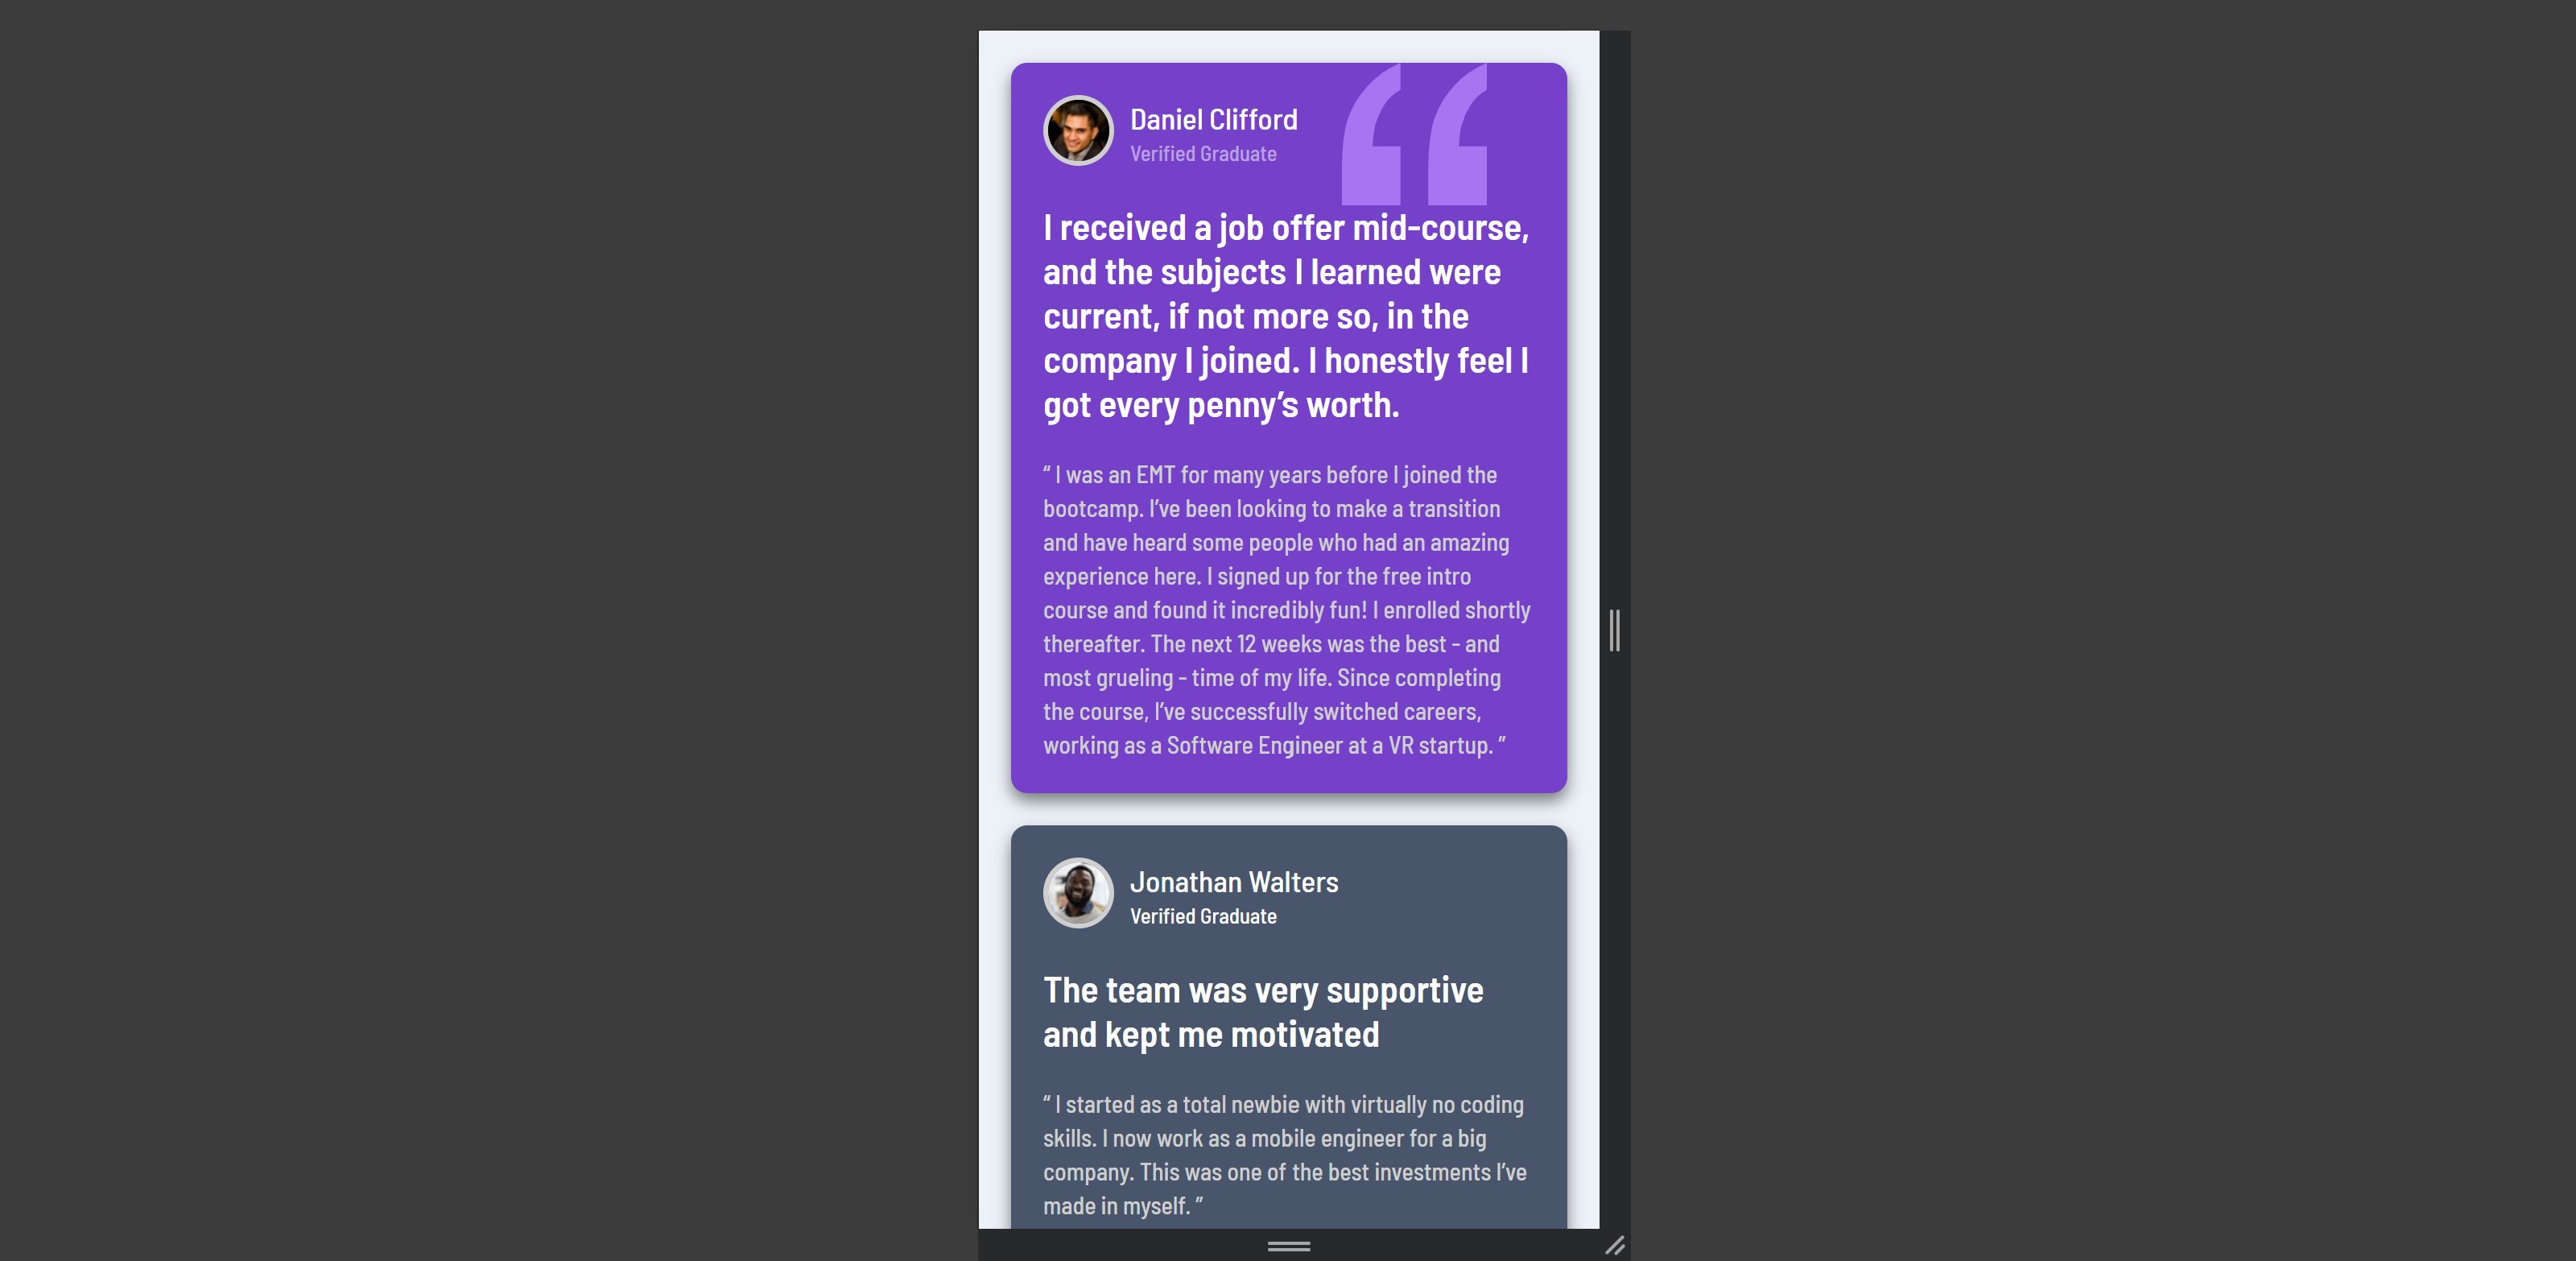 Daniel Clifford
Verified Graduate
I received a job offer mid-course,
and the subjects I learned were
current, if not more so, in the
company I joined. I honestly feel I
got every penny’s worth.
“ I was an EMT for many years before I joined the
bootcamp. I’ve been looking to make a transition
and have heard some people who had an amazing
experience here. I signed up for the free intro
course and found it incredibly fun! I enrolled shortly
thereafter. The next 12 weeks was the best - and
most grueling - time of my life. Since completing
the course, I’ve successfully switched careers,
working as a Software Engineer at a VR startup. ”
Jonathan Walters
Verified Graduate
The team was very supportive
and kept me motivated
“ I started as a total newbie with virtually no coding
skills. I now work as a mobile engineer for a big
company. This was one of the best investments I’ve
made in myself. ”